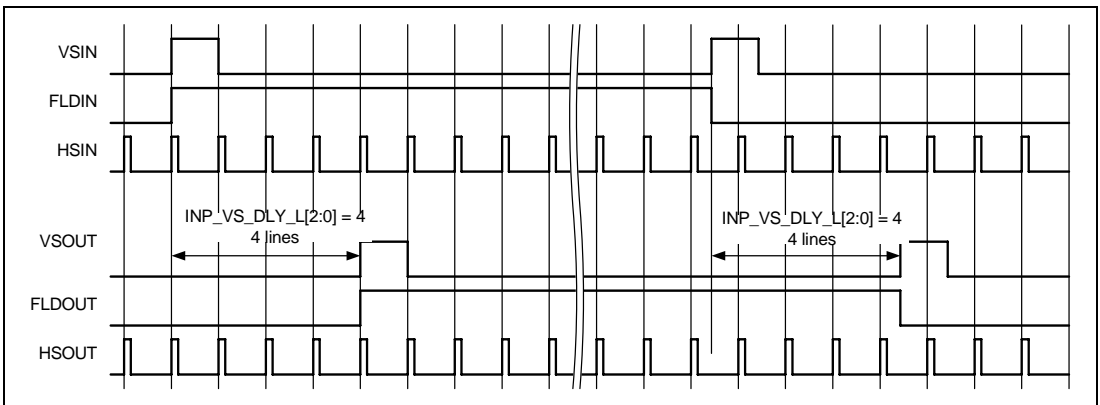 VSIN
FLDIN
HSIN
INP_VS_DLY_L[2:0] = 4
4 lines
INP_VS_DLY_L[2:0] = 4
4 lines
VSOUT
FLDOUT
HSOUT